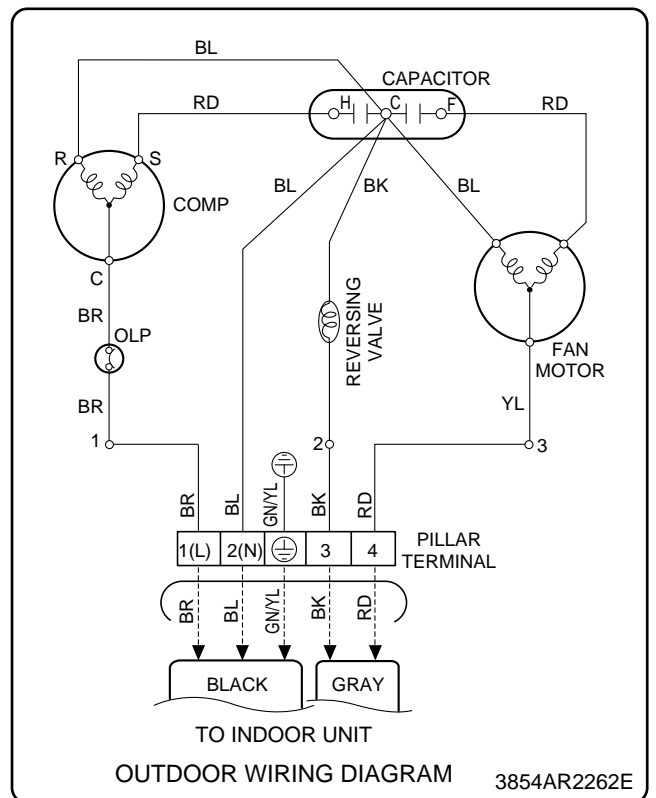 BL
CAPACITOR
RD
H
C
F
RD
R
S
BL
BK
BL
COMP
C
BR
OLP
REVERSING
VALVE
FAN
MOTOR
BR
YL
1
2
3
BR
BL
GN/YL
BK
RD
1(L)
2(N)
3
4
PILLAR
TERMINAL
BR
BL
GN/YL
BK
RD
BLACK
GRAY
TO INDOOR UNIT
OUTDOOR WIRING DIAGRAM
3854AR2262E